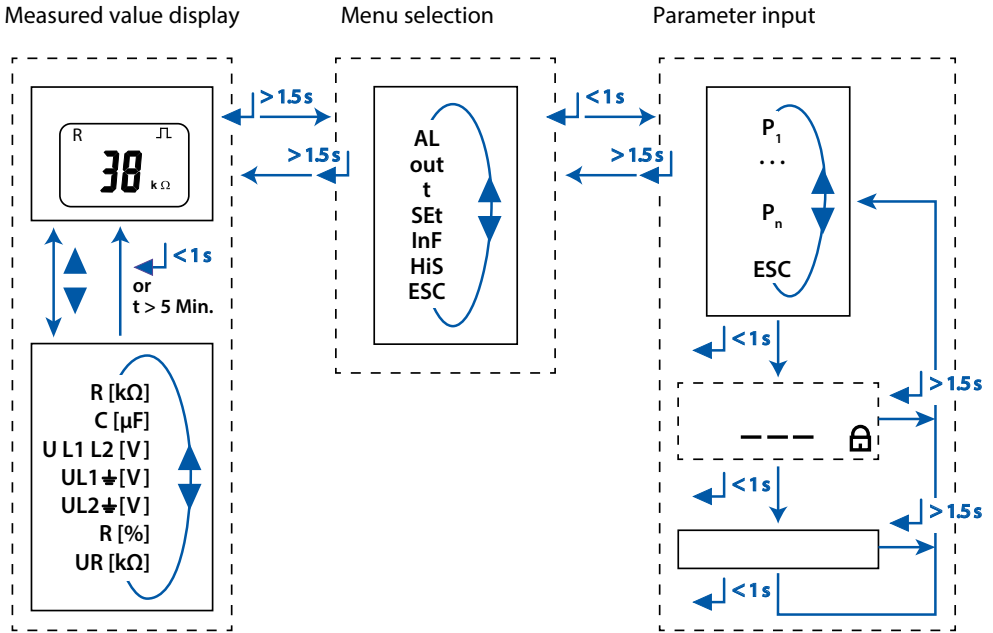 Measured value display
Menu selection
Parameter input
R
38 kΩ
> 1.5 s
> 1.5 s
< 1 s
or
t > 5 Min.
R [kΩ]
C [µF]
U L1 L2 [V]
UL1⏚[V]
UL2⏚[V]
R [%]
UR [kΩ]
AL
out
t
SEt
InF
HiS
ESC
< 1 s
> 1.5 s
P1
...
Pn
ESC
< 1 s
> 1.5 s
– – –
< 1 s
> 1.5 s
< 1 s